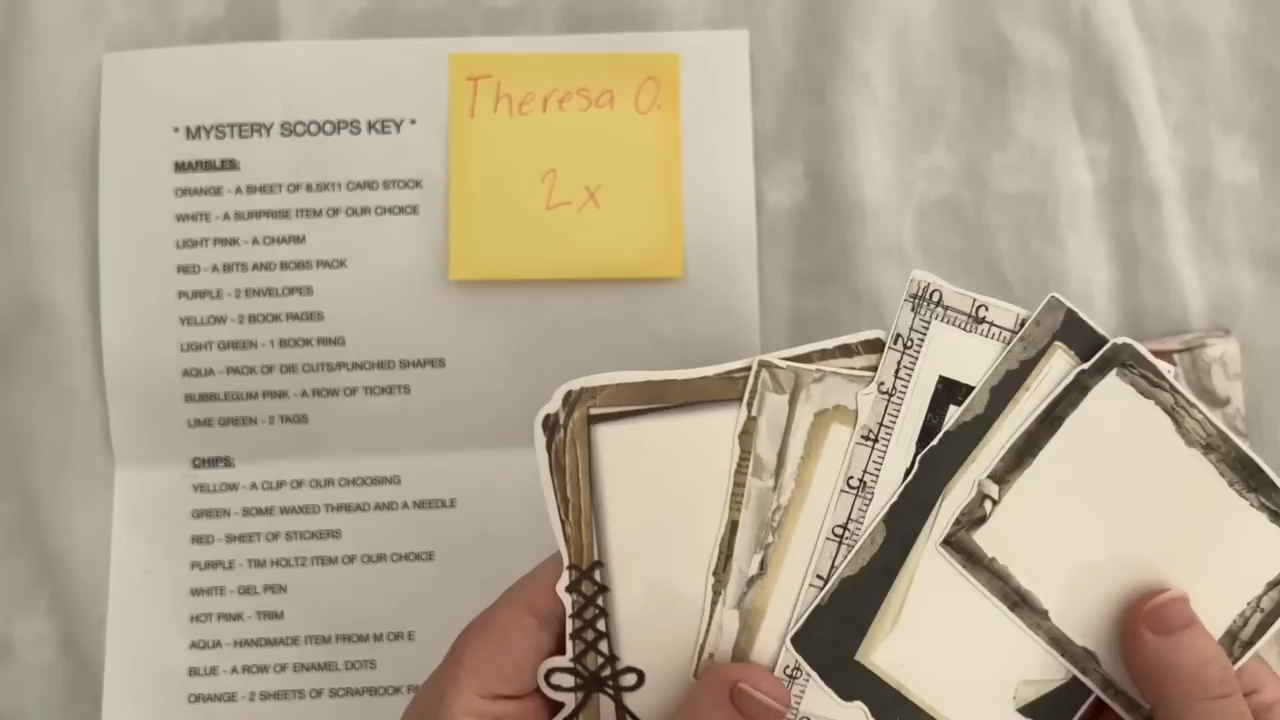 * MYSTERY SCOOPS KEY *
MARBLES:
ORANGE - A SHEET OF 8.5X11 CARD STOCK
WHITE - A SURPRISE ITEM OF OUR CHOICE
LIGHT PINK - A CHARM
RED - A BITS AND BOBS PACK
PURPLE - 2 ENVELOPES
YELLOW - 2 BOOK PAGES
LIGHT GREEN - 1 BOOK RING
AQUA - PACK OF DIE CUTS/PUNCHED SHAPES
BUBBLEGUM PINK - A ROW OF TICKETS
LIME GREEN - 2 TAGS
CHIPS:
YELLOW - A CLIP OF OUR CHOOSING
GREEN - SOME WAXED THREAD AND A NEEDLE
RED - SHEET OF STICKERS
PURPLE - TIM HOLTZ ITEM OF OUR CHOICE
WHITE - GEL PEN
HOT PINK - TRIM
AQUA - HANDMADE ITEM FROM M OR E
BLUE - A ROW OF ENAMEL DOTS
ORANGE - 2 SHEETS OF SCRAPBOOK
Theresa O.
2x